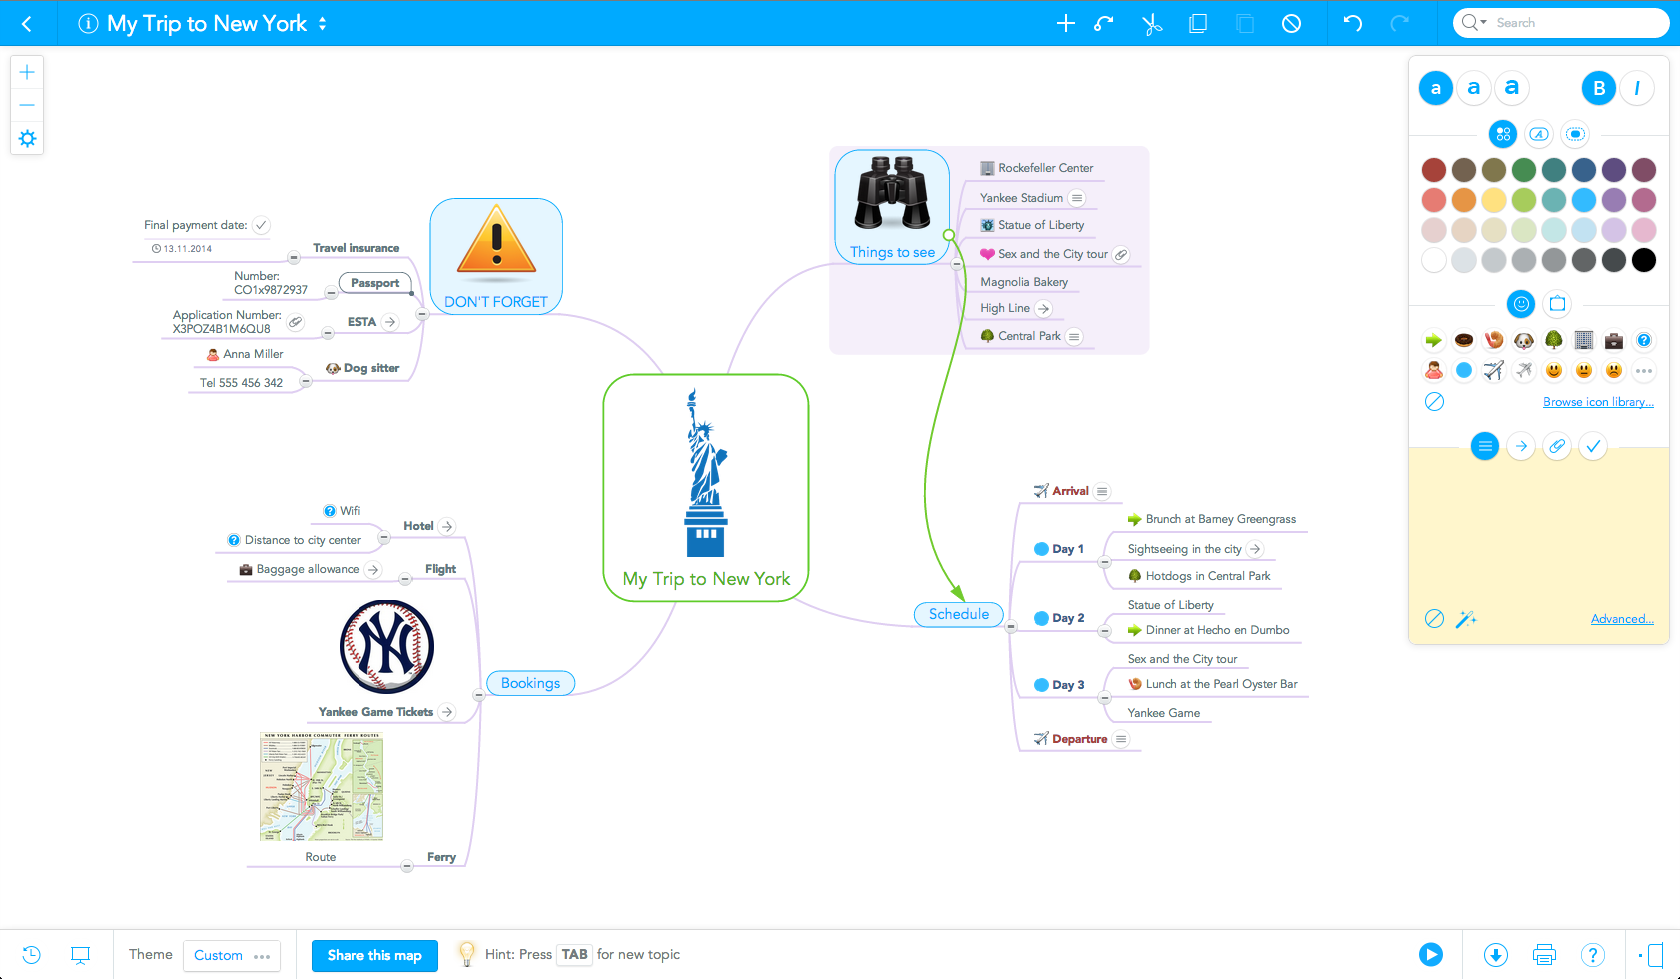 My Trip to New York
Search
a a a B I
Browse icon library...
Advanced...
Final payment date:
13.11.2014
Travel insurance
Number:
CO1x9872937
Passport
Application Number:
X3POZ4B1M6QU8
ESTA
Anna Miller
Tel 555 456 342
Dog sitter
DON'T FORGET
Things to see
Rockefeller Center
Yankee Stadium
Statue of Liberty
Sex and the City tour
Magnolia Bakery
High Line
Central Park
My Trip to New York
Wifi
Distance to city center
Hotel
Baggage allowance
Flight
NY
Yankee Game Tickets
NEW YORK HARBOR COMMUTER FERRY ROUTES
Route
Ferry
Bookings
Schedule
Arrival
Day 1
Brunch at Barney Greengrass
Sightseeing in the city
Hotdogs in Central Park
Day 2
Statue of Liberty
Dinner at Hecho en Dumbo
Day 3
Sex and the City tour
Lunch at the Pearl Oyster Bar
Yankee Game
Departure
Theme
Custom
Share this map
Hint: Press TAB for new topic